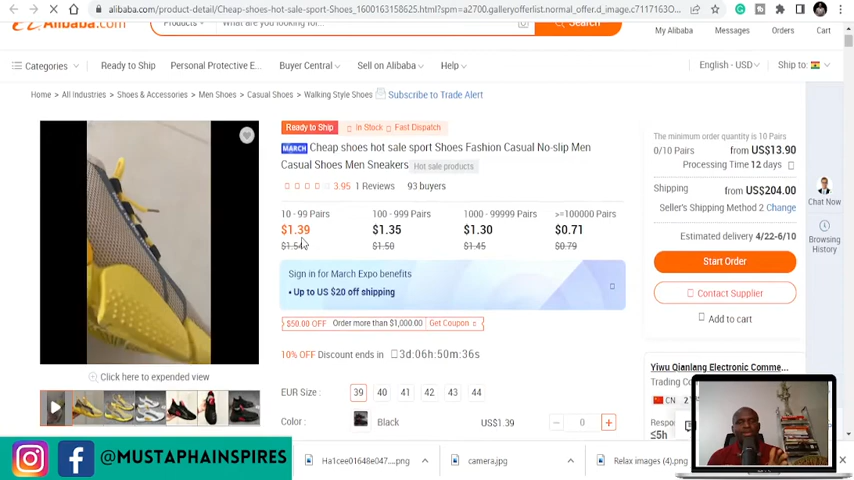 alibaba.com/product-detail/Cheap-shoes-hot-sale-sport-Shoes_1600163158625.html?spm=a2700.galleryofferlist.normal_offer.d_image.c7117163O...
Alibaba.com
Products
What are you looking for...
Search
My Alibaba
Messages
Orders
Cart
Categories
Ready to Ship
Personal Protective E...
Buyer Central
Sell on Alibaba
Help
English - USD
Ship to:
Home > All Industries > Shoes & Accessories > Men Shoes > Casual Shoes > Walking Style Shoes
Subscribe to Trade Alert
Ready to Ship
In Stock
Fast Dispatch
MARCH Cheap shoes hot sale sport Shoes Fashion Casual No-slip Men
Casual Shoes Men Sneakers Hot sale products
3.95 1 Reviews 93 buyers
10 - 99 Pairs
100 - 999 Pairs
1000 - 99999 Pairs
>=100000 Pairs
$1.39
$1.35
$1.30
$0.71
$1.54
$1.50
$1.45
$0.79
Sign in for March Expo benefits
• Up to US $20 off shipping
$50.00 OFF Order more than $1,000.00 Get Coupon
10% OFF Discount ends in 3d:06h:50m:36s
EUR Size :
39
40
41
42
43
44
Color :
Black
US$1.39
− 0 +
Click here to expended view
The minimum order quantity is 10 Pairs
0/10 Pairs
from US$13.90
Processing Time 12 days
Shipping
from US$204.00
Seller's Shipping Method 2 Change
Estimated delivery 4/22-6/10
Start Order
Contact Supplier
Add to cart
Chat Now
Browsing
History
Yiwu Qianlang Electronic Comme...
Trading Co
CN
Respon
≤5h
@MUSTAPHAINSPIRES
Ha1cee01648e047....png
camera.jpg
Relax images (4).png